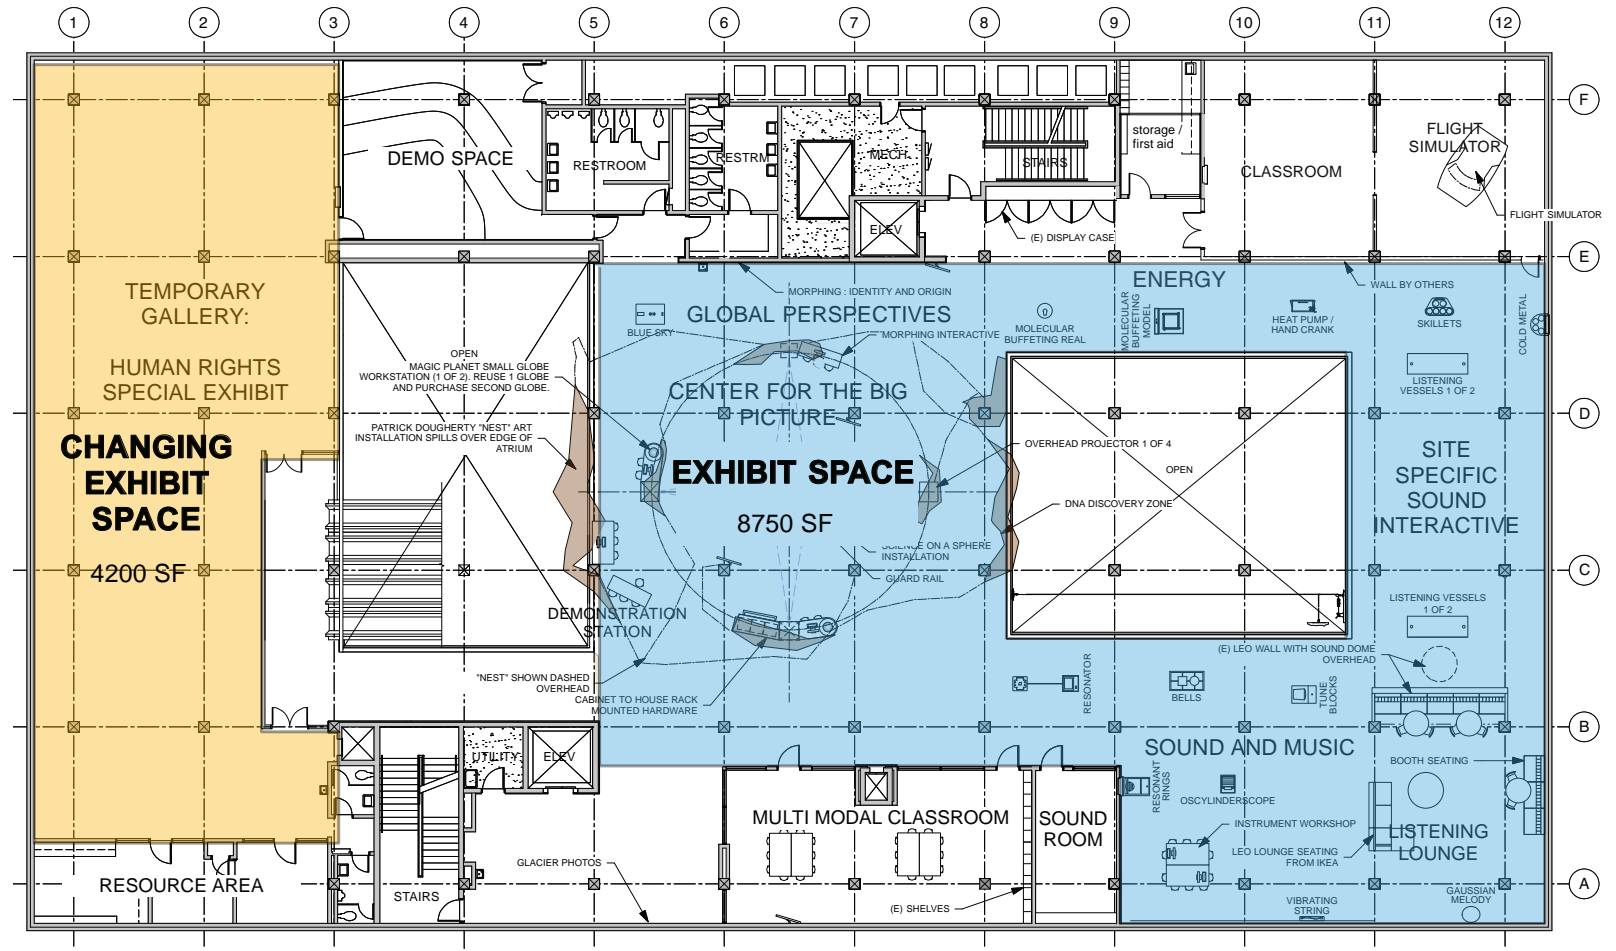 1 2 3 4 5 6 7 8 9 10 11 12
F
E
D
C
B
A
DEMO SPACE
RESTROOM
RESTRM
MECH
ELEV
STAIRS
storage /
first aid
(E) DISPLAY CASE
CLASSROOM
FLIGHT
SIMULATOR
FLIGHT SIMULATOR
WALL BY OTHERS
TEMPORARY
GALLERY:
HUMAN RIGHTS
SPECIAL EXHIBIT
CHANGING
EXHIBIT
SPACE
4200 SF
OPEN
MAGIC PLANET SMALL GLOBE
WORKSTATION (1 OF 2). REUSE 1 GLOBE
AND PURCHASE SECOND GLOBE.
PATRICK DOUGHERTY "NEST" ART
INSTALLATION SPILLS OVER EDGE OF
ATRIUM
MORPHING : IDENTITY AND ORIGIN
GLOBAL PERSPECTIVES
BLUE SKY
MORPHING INTERACTIVE
CENTER FOR THE BIG
PICTURE
EXHIBIT SPACE
8750 SF
SCIENCE ON A SPHERE
INSTALLATION
GUARD RAIL
OVERHEAD PROJECTOR 1 OF 4
DNA DISCOVERY ZONE
OPEN
DEMONSTRATION
STATION
"NEST" SHOWN DASHED
OVERHEAD
CABINET TO HOUSE RACK
MOUNTED HARDWARE
ENERGY
MOLECULAR
BUFFETING REAL
MOLECULAR
BUFFETING
MODEL
HEAT PUMP /
HAND CRANK
SKILLETS
COLD METAL
LISTENING
VESSELS 1 OF 2
SITE
SPECIFIC
SOUND
INTERACTIVE
LISTENING VESSELS
1 OF 2
(E) LEO WALL WITH SOUND DOME
OVERHEAD
RESONATOR
BELLS
TUNE
BLOCKS
SOUND AND MUSIC
BOOTH SEATING
RESONANT
RINGS
OSCYLINDERSCOPE
INSTRUMENT WORKSHOP
LEO LOUNGE SEATING
FROM IKEA
LISTENING
LOUNGE
GAUSSIAN
MELODY
VIBRATING
STRING
UTILITY
ELEV
STAIRS
RESOURCE AREA
GLACIER PHOTOS
MULTI MODAL CLASSROOM
(E) SHELVES
SOUND
ROOM